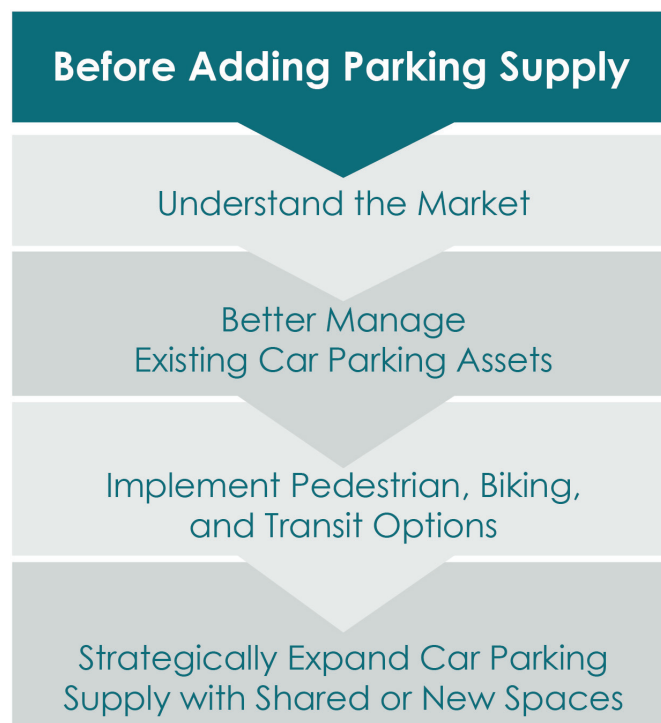 Before Adding Parking Supply
Understand the Market
Better Manage
Existing Car Parking Assets
Implement Pedestrian, Biking,
and Transit Options
Strategically Expand Car Parking
Supply with Shared or New Spaces